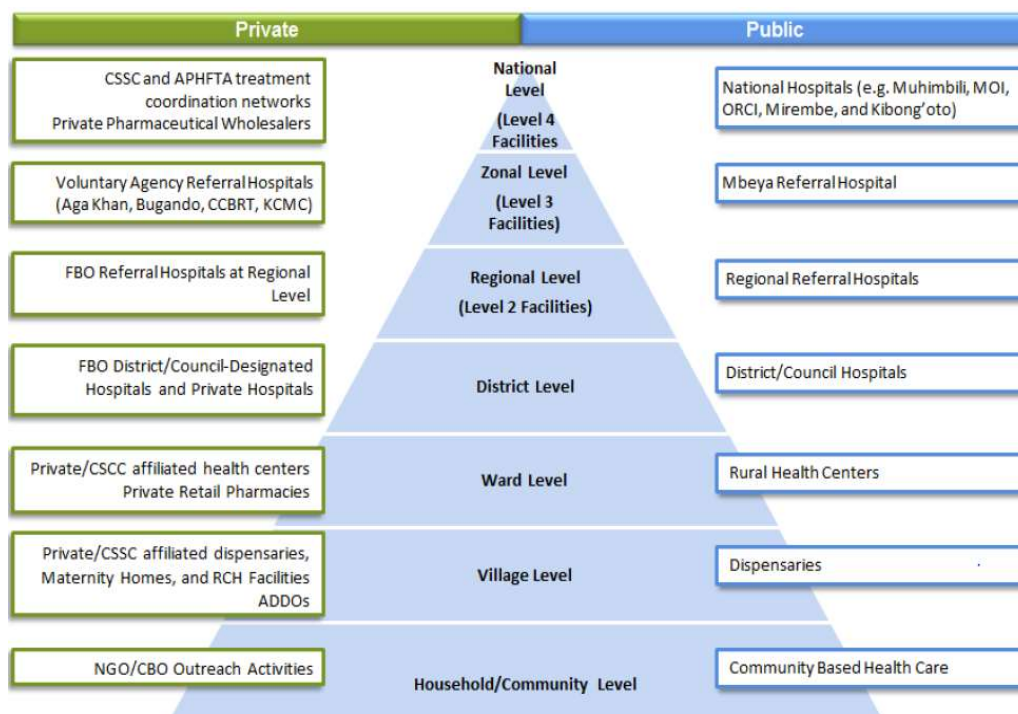 Private
Public
CSSC and APHFTA treatment
coordination networks
Private Pharmaceutical Wholesalers
National
Level
(Level 4
Facilities
National Hospitals (e.g. Muhimbili, MOI,
ORCI, Mirembe, and Kibong’oto)
Voluntary Agency Referral Hospitals
(Aga Khan, Bugando, CCBRT, KCMC)
Zonal Level
(Level 3
Facilities)
Mbeya Referral Hospital
FBO Referral Hospitals at Regional
Level
Regional Level
(Level 2 Facilities)
Regional Referral Hospitals
FBO District/Council-Designated
Hospitals and Private Hospitals
District Level
District/Council Hospitals
Private/CSCC affiliated health centers
Private Retail Pharmacies
Ward Level
Rural Health Centers
Private/CSSC affiliated dispensaries,
Maternity Homes, and RCH Facilities
ADDOs
Village Level
Dispensaries
NGO/CBO Outreach Activities
Household/Community Level
Community Based Health Care